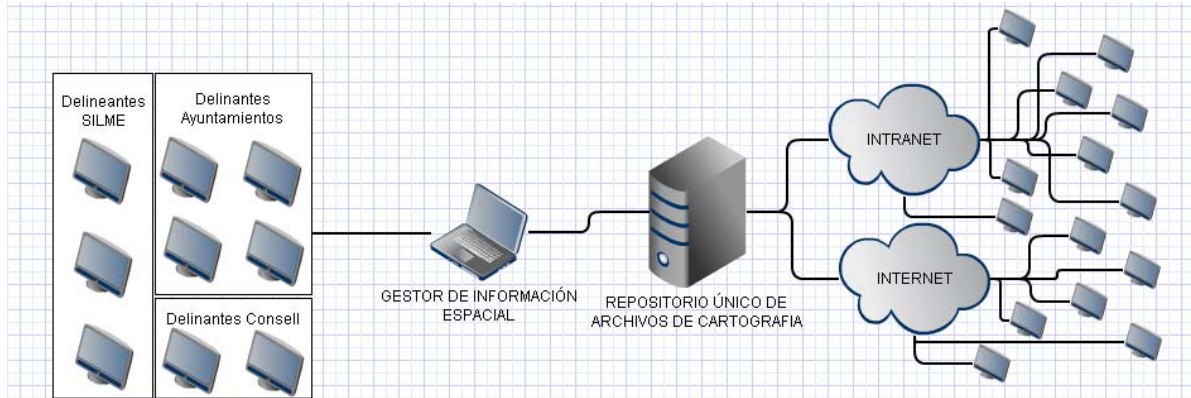 Delineantes
SILME
Delinantes
Ayuntamientos
Delinantes Consell
GESTOR DE INFORMACIÓN
ESPACIAL
REPOSITORIO ÚNICO DE
ARCHIVOS DE CARTOGRAFIA
INTRANET
INTERNET